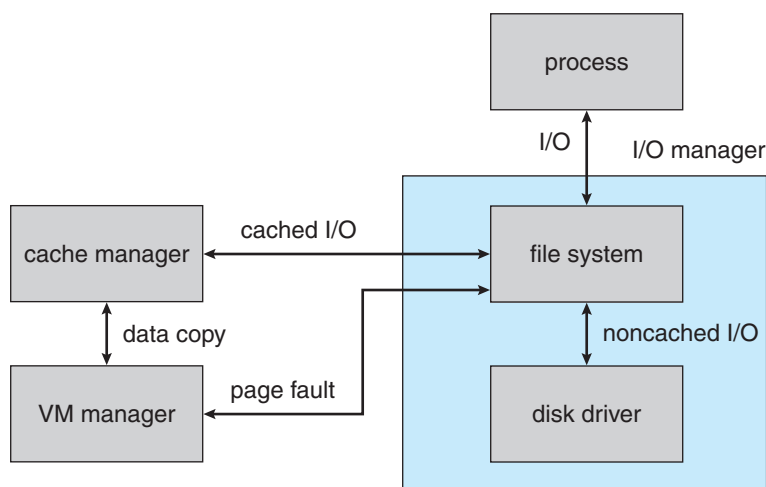 process
I/O
I/O manager
cache manager
cached I/O
file system
data copy
noncached I/O
VM manager
page fault
disk driver